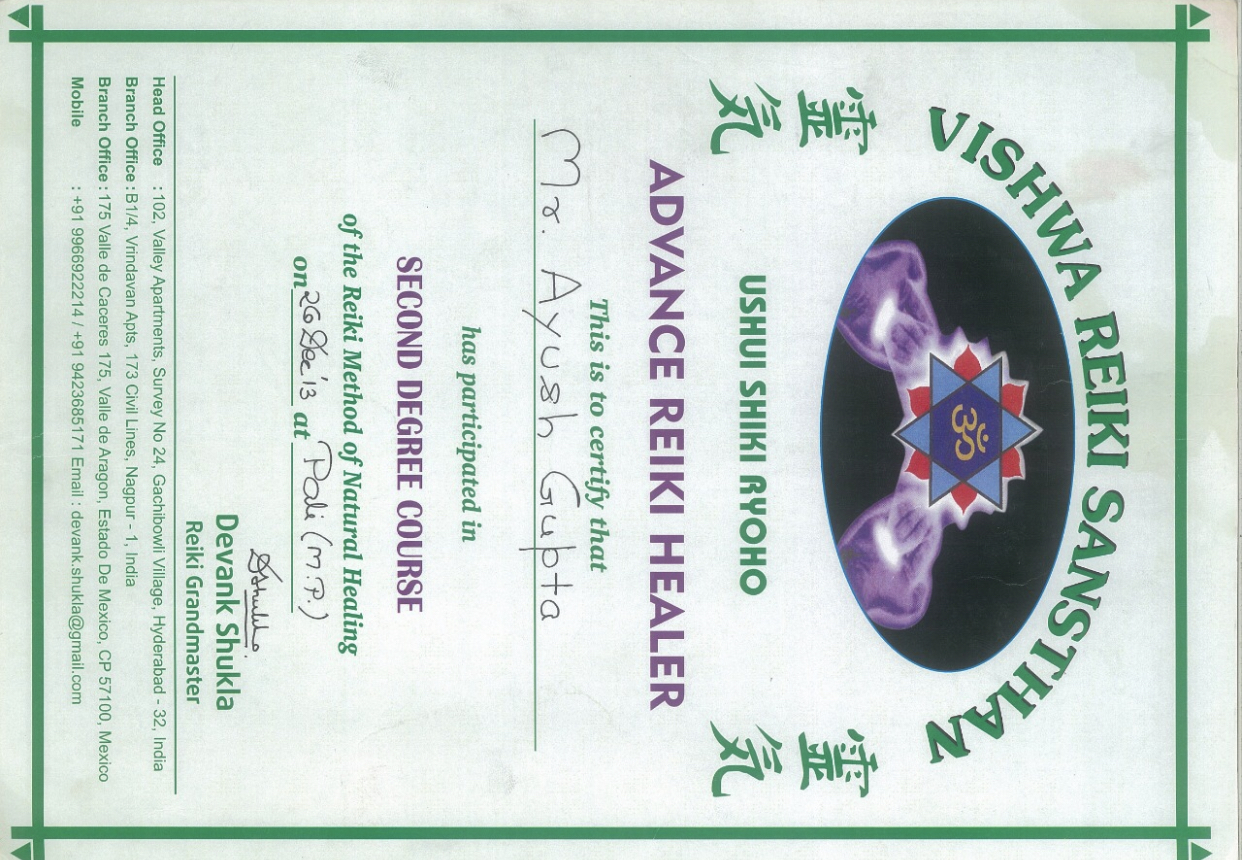 VISHWA REIKI SANSTHAN
ॐ
霊気
霊気
USHUI SHIKI RYOHO
ADVANCE REIKI HEALER
This is to certify that
Mr. Ayush Gupta
has participated in
SECOND DEGREE COURSE
of the Reiki Method of Natural Healing
on 26 Dec'13 at Pali (M.P.)
DShukla
Devank Shukla
Reiki Grandmaster
Head Office : 102, Valley Apartments, Survey No 24, Gachibowli Village, Hyderabad - 32, India
Branch Office : B1/4, Vrindavan Apts, 173 Civil Lines, Nagpur - 1, India
Branch Office : 175 Valle de Caceres 175, Valle de Aragon, Estado De Mexico, CP 57100, Mexico
Mobile : +91 9966922214 / +91 9423685171 Email : devank.shukla@gmail.com